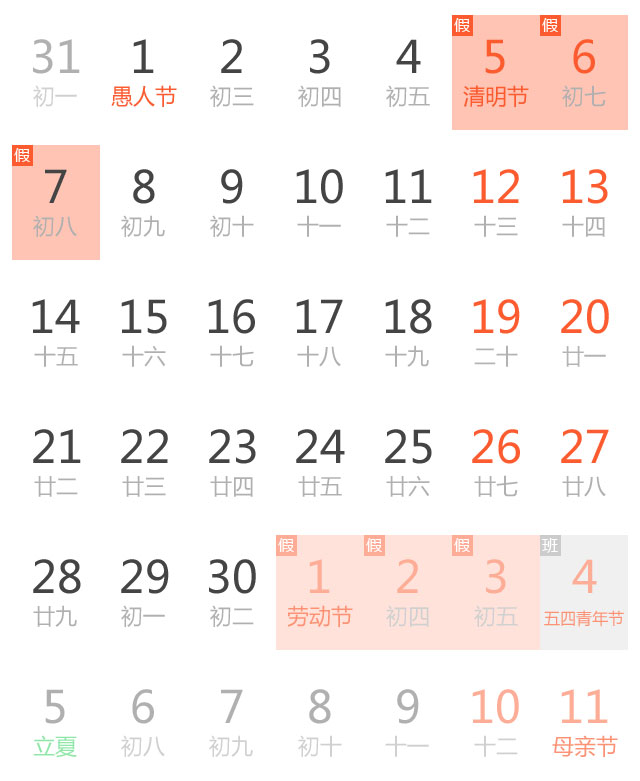 假 假
31 1 2 3 4 5 6
初一 愚人节 初三 初四 初五 清明节 初七
假
7 8 9 10 11 12 13
初八 初九 初十 十一 十二 十三 十四
14 15 16 17 18 19 20
十五 十六 十七 十八 十九 二十 廿一
21 22 23 24 25 26 27
廿二 廿三 廿四 廿五 廿六 廿七 廿八
假 假 假 班
28 29 30 1 2 3 4
廿九 初一 初二 劳动节 初四 初五 五四青年节
5 6 7 8 9 10 11
立夏 初八 初九 初十 十一 十二 母亲节